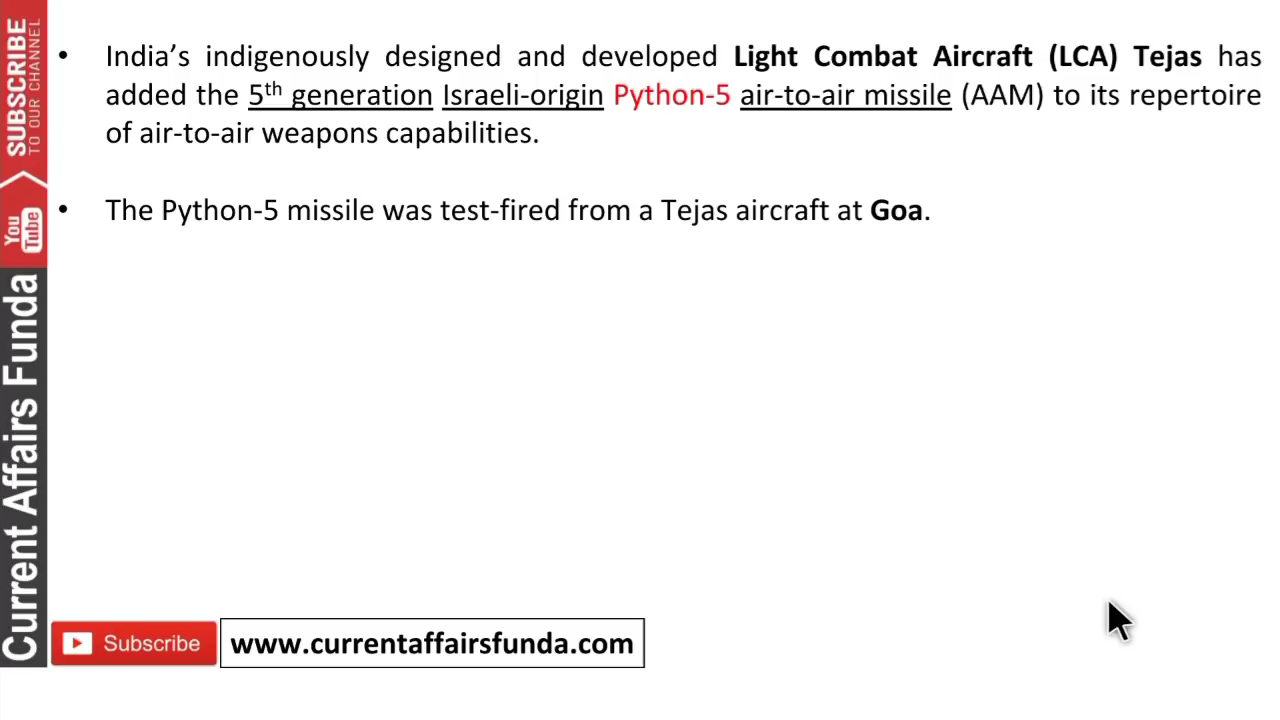 • India’s indigenously designed and developed Light Combat Aircraft (LCA) Tejas has
added the 5th generation Israeli-origin Python-5 air-to-air missile (AAM) to its repertoire
of air-to-air weapons capabilities.
• The Python-5 missile was test-fired from a Tejas aircraft at Goa.
SUBSCRIBE
TO OUR CHANNEL
You
Tube
Current Affairs Funda
Subscribe
www.currentaffairsfunda.com